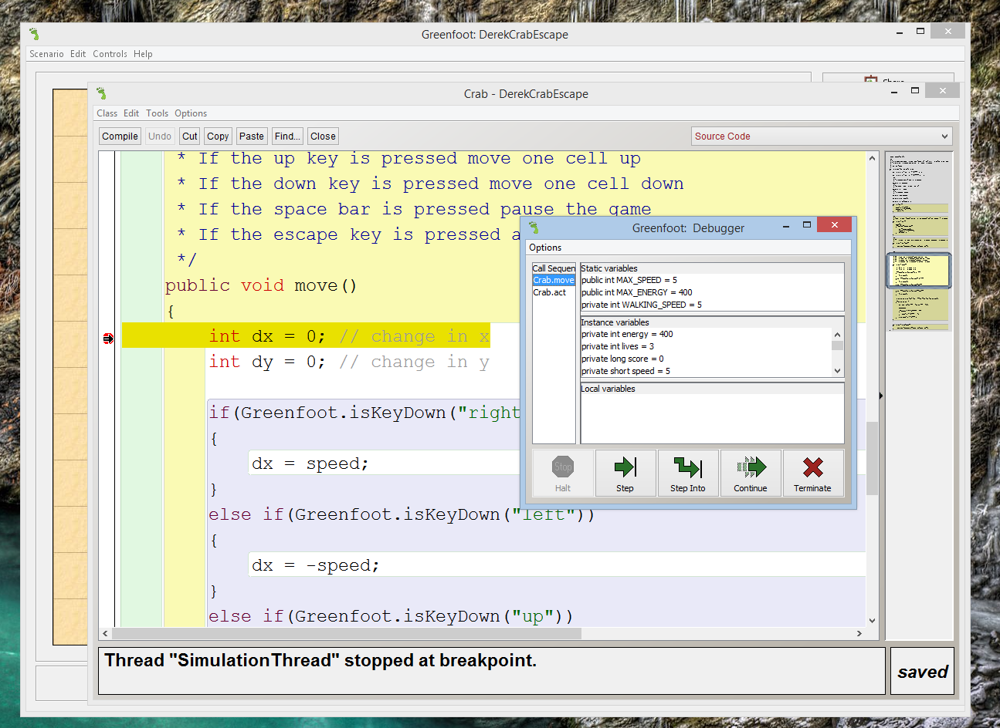 Greenfoot: DerekCrabEscape
Scenario Edit Controls Help
Share
Crab - DerekCrabEscape
Class Edit Tools Options
Compile Undo Cut Copy Paste Find... Close
Source Code
* If the up key is pressed move one cell up
* If the down key is pressed move one cell down
* If the space bar is pressed pause the game
* If the escape key is pressed a
*/
public void move()
{
int dx = 0; // change in x
int dy = 0; // change in y
if(Greenfoot.isKeyDown("right
{
dx = speed;
}
else if(Greenfoot.isKeyDown("left"))
{
dx = -speed;
}
else if(Greenfoot.isKeyDown("up"))
Greenfoot: Debugger
Options
Call Sequen
Crab.move
Crab.act
Static variables
public int MAX_SPEED = 5
public int MAX_ENERGY = 400
private int WALKING_SPEED = 5
Instance variables
private int energy = 400
private int lives = 3
private long score = 0
private short speed = 5
Local variables
Stop
Halt Step Step Into Continue Terminate
Thread "SimulationThread" stopped at breakpoint.
saved